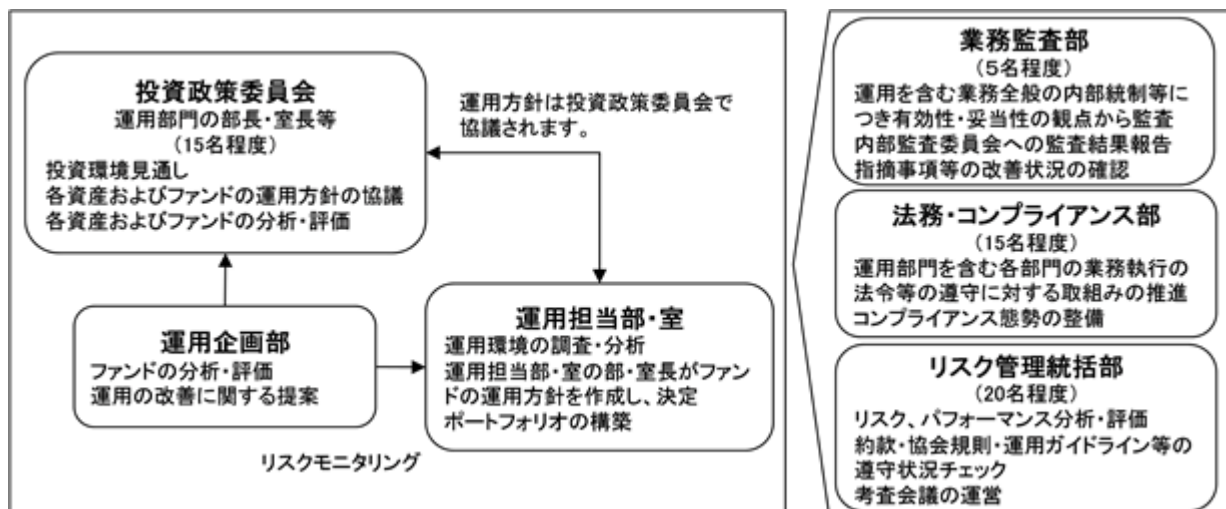 投資政策委員会
運用部門の部長・室長等
(15名程度)
投資環境見通し
各資産およびファンドの運用方針の協議
各資産およびファンドの分析・評価
運用方針は投資政策委員会で
協議されます。
運用企画部
ファンドの分析・評価
運用の改善に関する提案
運用担当部・室
運用環境の調査・分析
運用担当部・室の部・室長がファン
ドの運用方針を作成し、決定
ポートフォリオの構築
リスクモニタリング
業務監査部
(5名程度)
運用を含む業務全般の内部統制等に
つき有効性・妥当性の観点から監査
内部監査委員会への監査結果報告
指摘事項等の改善状況の確認
法務・コンプライアンス部
(15名程度)
運用部門を含む各部門の業務執行の
法令等の遵守に対する取組みの推進
コンプライアンス態勢の整備
リスク管理統括部
(20名程度)
リスク、パフォーマンス分析・評価
約款・協会規則・運用ガイドライン等の
遵守状況チェック
考査会議の運営